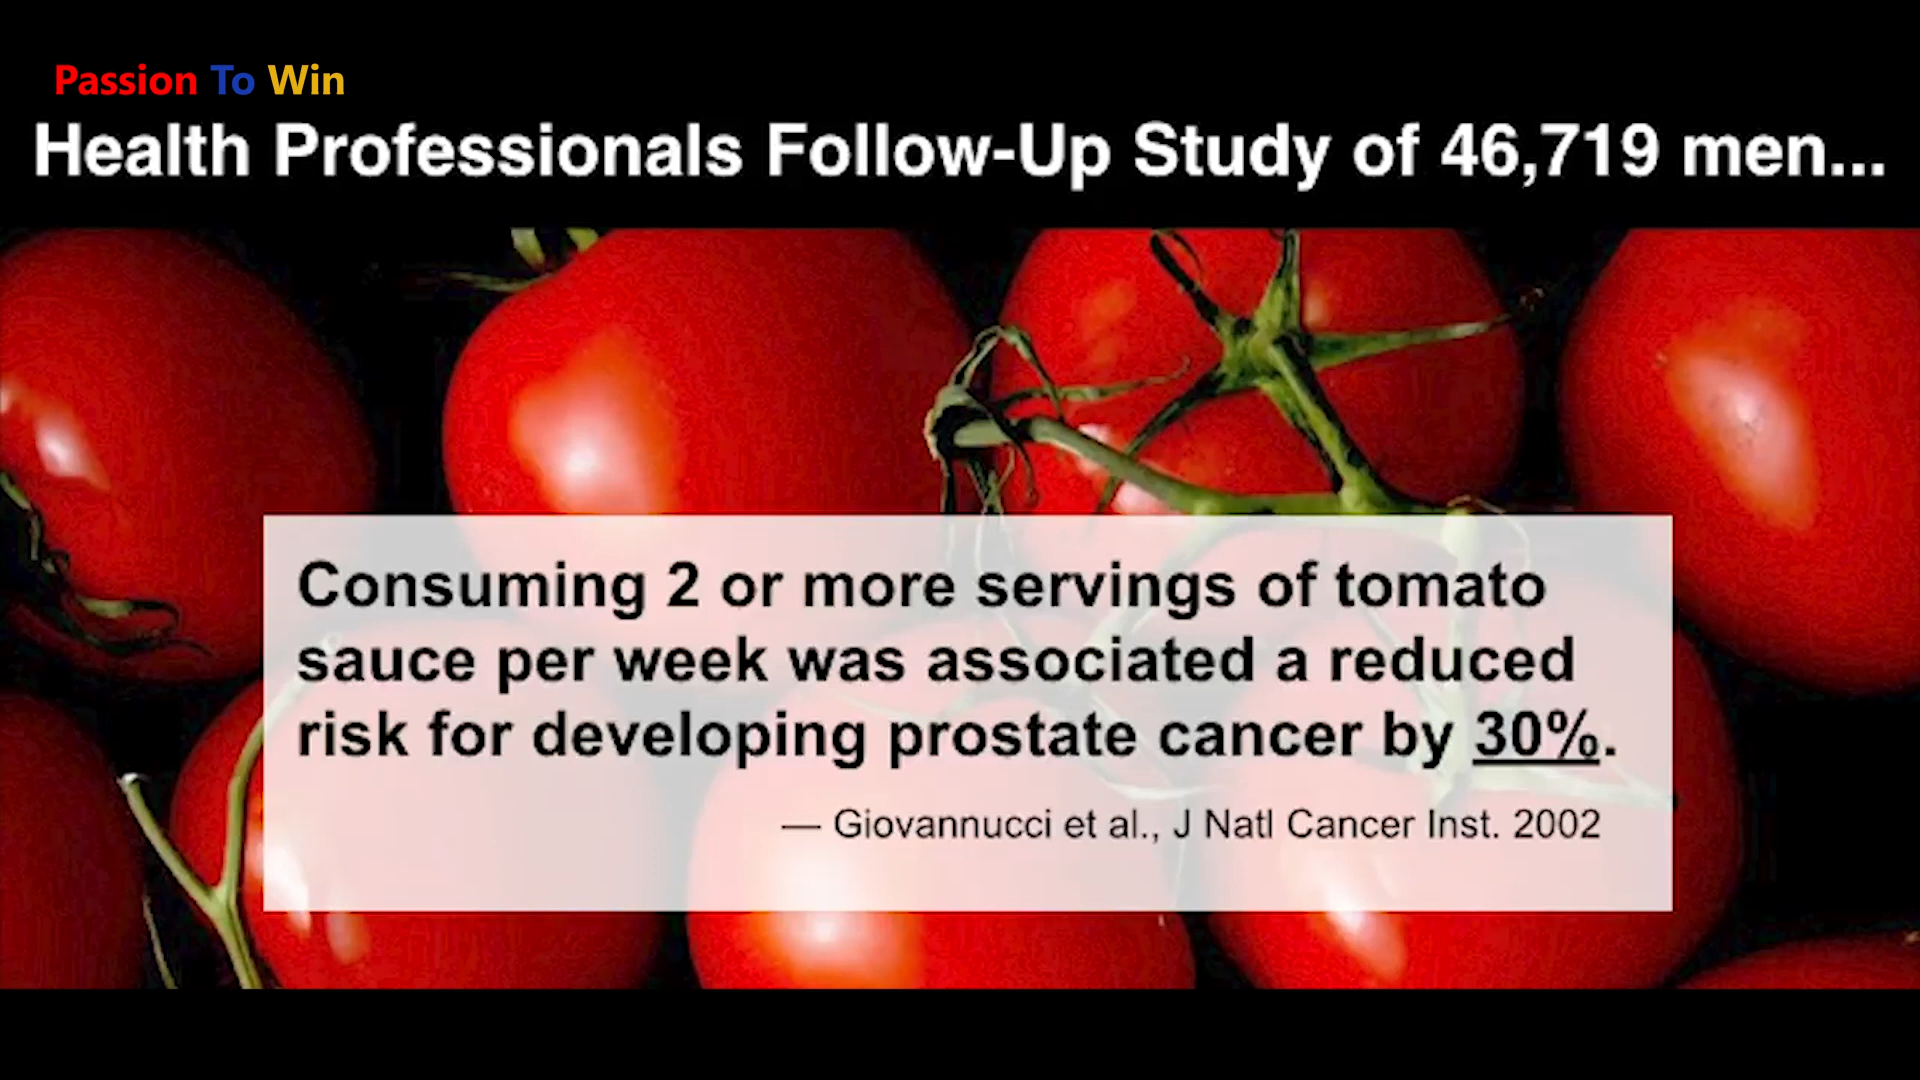 Passion To Win
Health Professionals Follow-Up Study of 46,719 men...
Consuming 2 or more servings of tomato
sauce per week was associated a reduced
risk for developing prostate cancer by 30%.
— Giovannucci et al., J Natl Cancer Inst. 2002